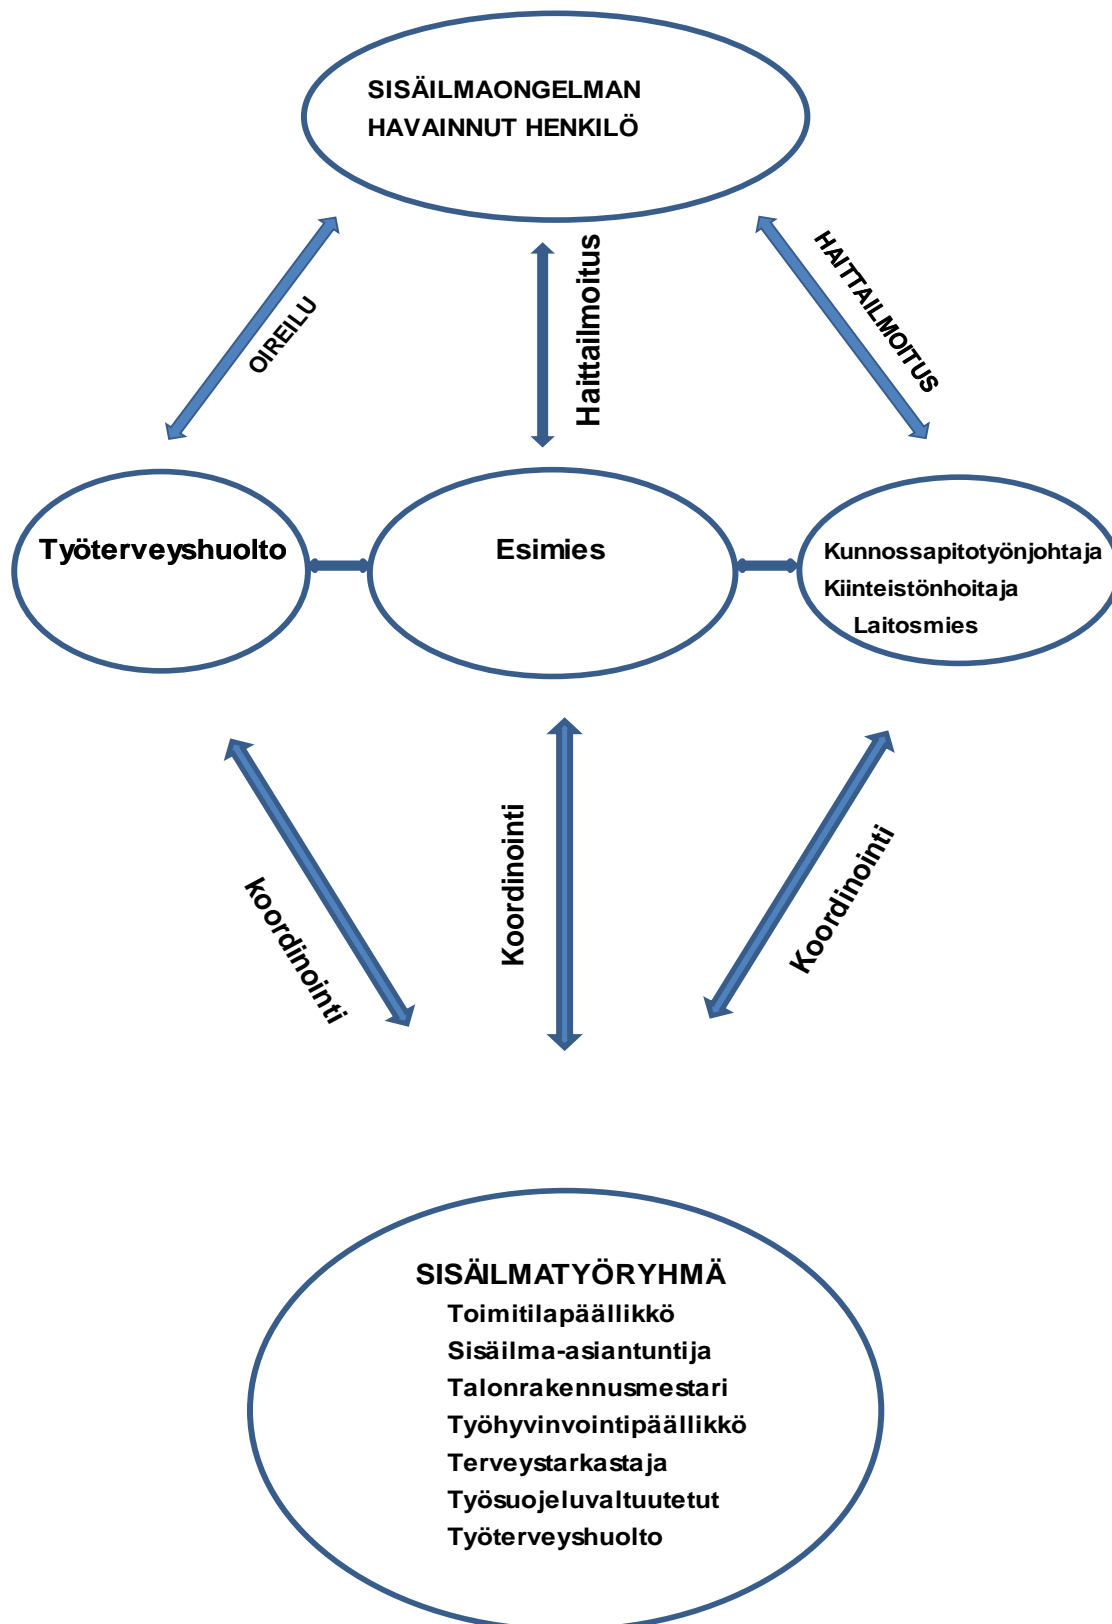 SISÄILMAONGELMAN
HAVAINNUT HENKILÖ
OIREILU
Haittailmoitus
HAITTAILMOITUS
Työterveyshuolto
Esimies
Kunnossapitotyönjohtaja
Kiinteistönhoitaja
Laitosmies
koordinointi
Koordinointi
Koordinointi
SISÄILMATYÖRYHMÄ
Toimitilapäällikkö
Sisäilma-asiantuntija
Talonrakennusmestari
Työhyvinvointipäällikkö
Terveystarkastaja
Työsuojeluvaltuutetut
Työterveyshuolto